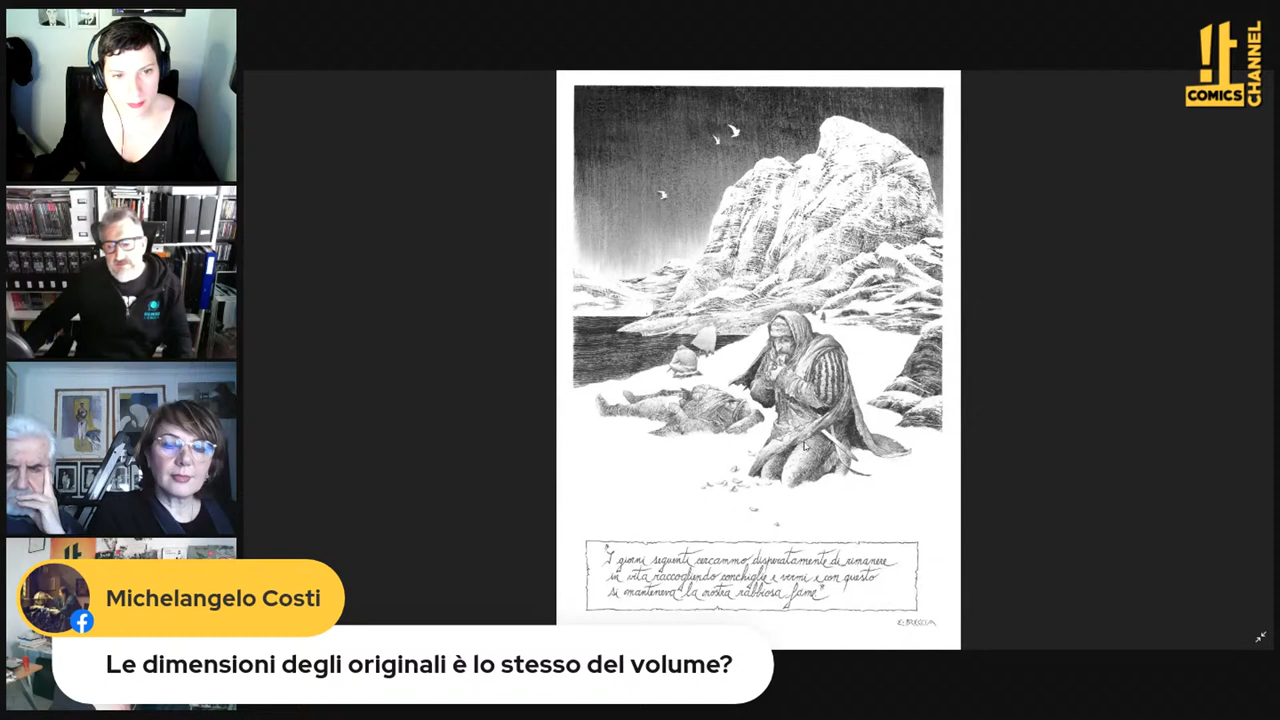 !t
COMICS
CHANNEL
"I giorni seguenti cercammo disperatamente di rimanere
in vita raccogliendo conchiglie e vermi e con questo
si manteneva la nostra rabbiosa fame"
E·BRECCIA
Michelangelo Costi
Le dimensioni degli originali è lo stesso del volume?